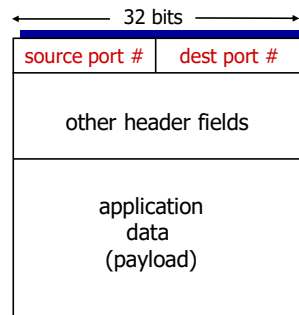 32 bits
source port # dest port #
other header fields
application
data
(payload)